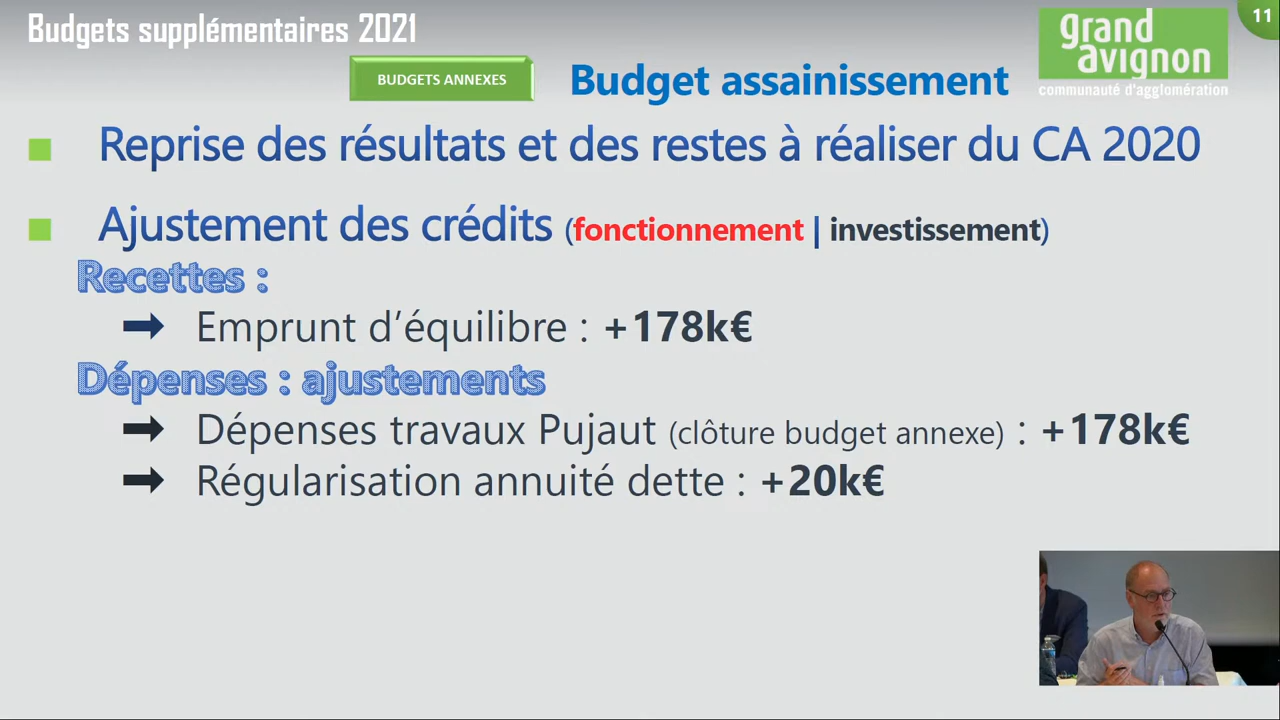 Budgets supplémentaires 2021
11
grand
avignon
communauté d'agglomération
BUDGETS ANNEXES
Budget assainissement
Reprise des résultats et des restes à réaliser du CA 2020
Ajustement des crédits (fonctionnement | investissement)
Recettes :
Emprunt d’équilibre : +178k€
Dépenses : ajustements
Dépenses travaux Pujaut (clôture budget annexe) : +178k€
Régularisation annuité dette : +20k€